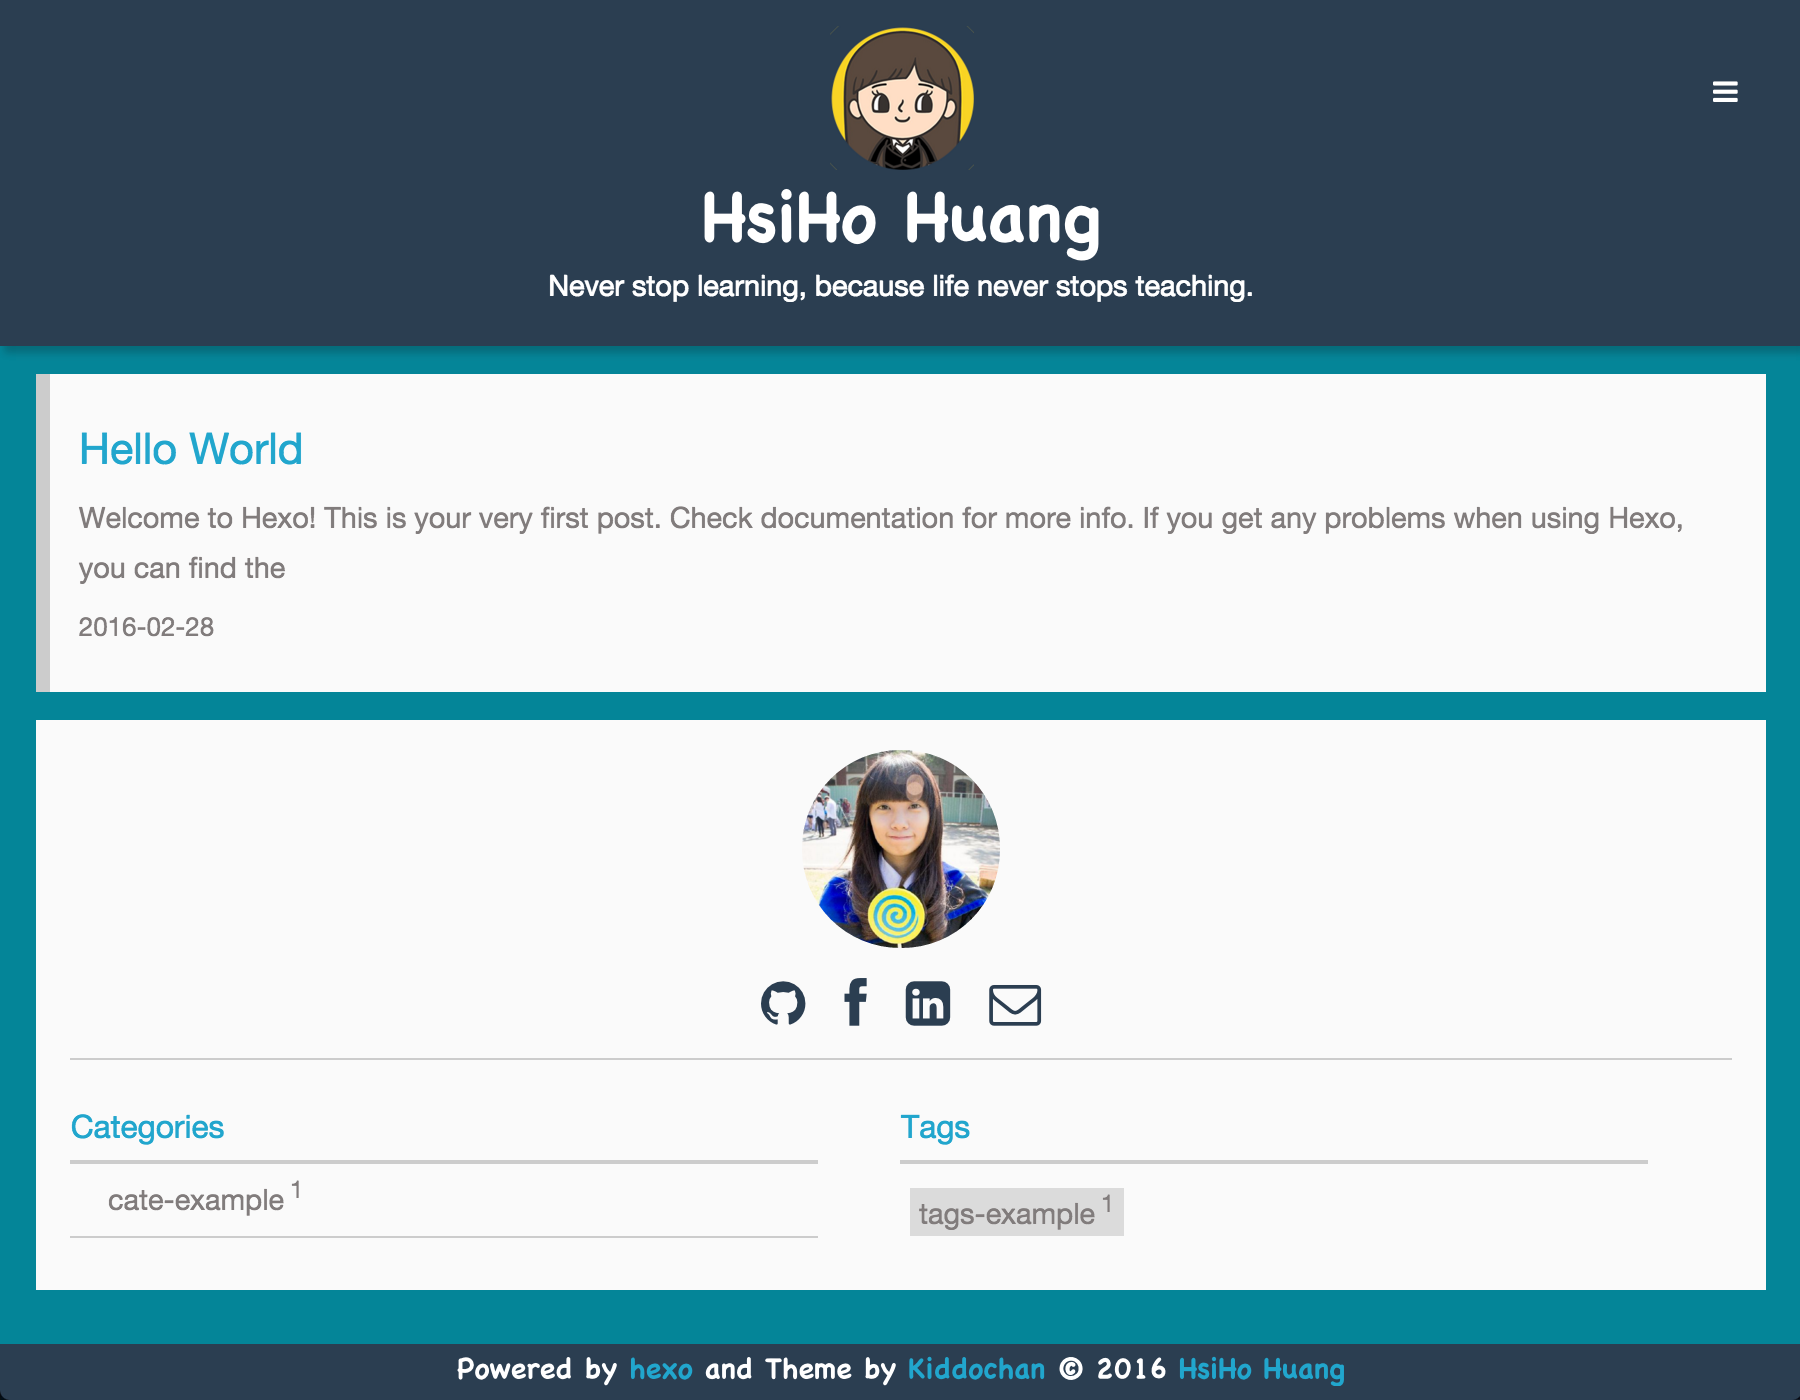 HsiHo Huang
Never stop learning, because life never stops teaching.
Hello World
Welcome to Hexo! This is your very first post. Check documentation for more info. If you get any problems when using Hexo,
you can find the
2016-02-28
Categories
cate-example 1
Tags
tags-example 1
Powered by hexo and Theme by Kiddochan © 2016 HsiHo Huang